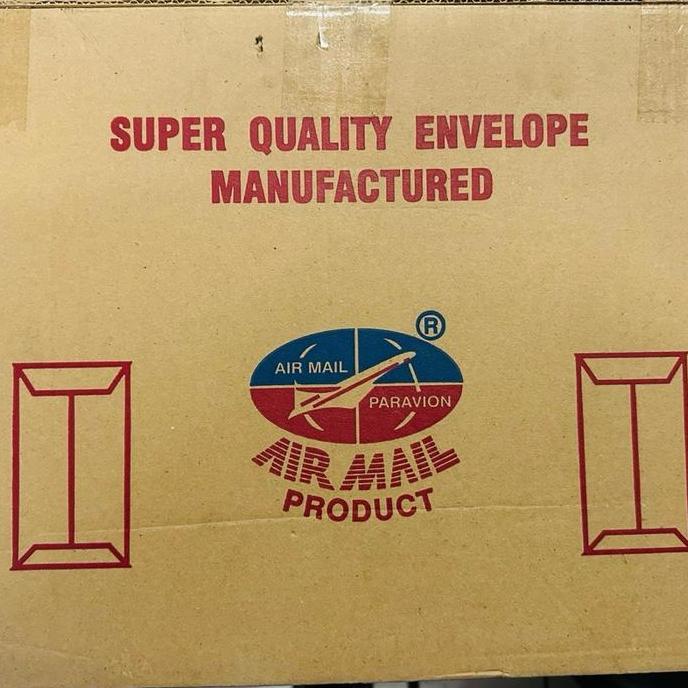 SUPER QUALITY ENVELOPE
MANUFACTURED
®
AIR MAIL
PARAVION
AIR MAIL
PRODUCT